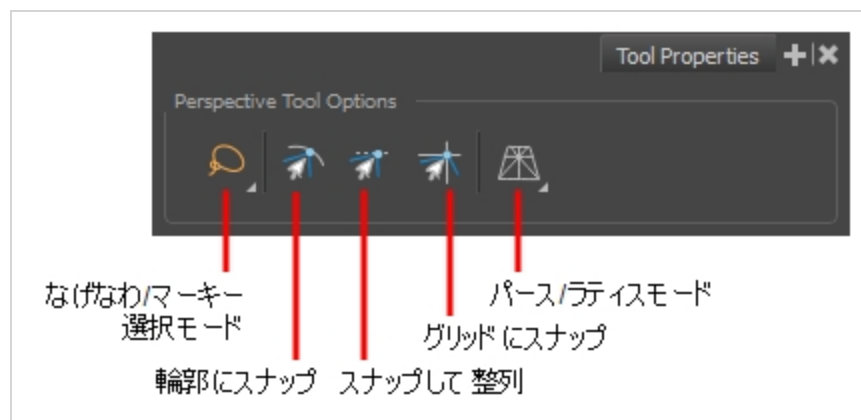 Tool Properties
Perspective Tool Options
なげなわ/マーキー
選択モード
輪郭にスナップ
スナップして 整列
グリッド にスナップ
パース/ラティスモード